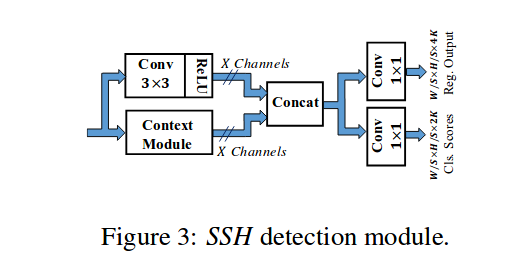 Conv
3×3
ReLU
X Channels
Context
Module
X Channels
Concat
Conv
1×1
W/S×H/S×4K
Reg. Output
Conv
1×1
W/S×H/S×2K
Cls. Scores
Figure 3: SSH detection module.